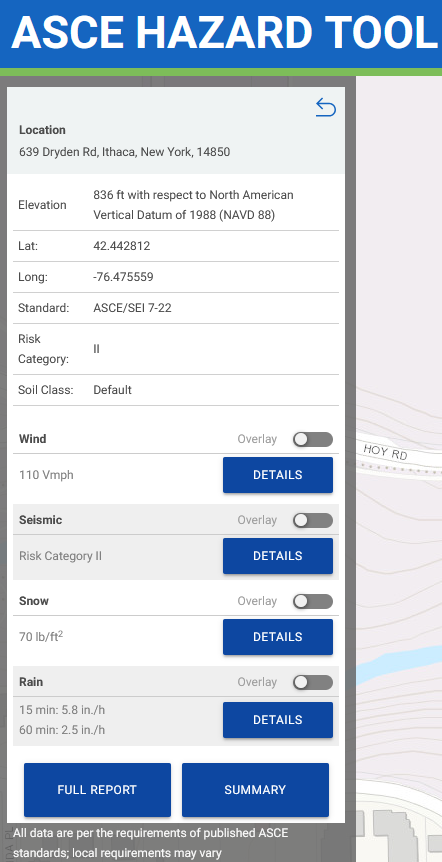 ASCE HAZARD TOOL
Location
639 Dryden Rd, Ithaca, New York, 14850
Elevation 836 ft with respect to North American
Vertical Datum of 1988 (NAVD 88)
Lat: 42.442812
Long: -76.475559
Standard: ASCE/SEI 7-22
Risk
Category: II
Soil Class: Default
Wind Overlay
110 Vmph DETAILS
HOY RD
Seismic Overlay
Risk Category II DETAILS
Snow Overlay
70 lb/ft² DETAILS
Rain Overlay
15 min: 5.8 in./h
60 min: 2.5 in./h DETAILS
FULL REPORT SUMMARY
All data are per the requirements of published ASCE
standards; local requirements may vary